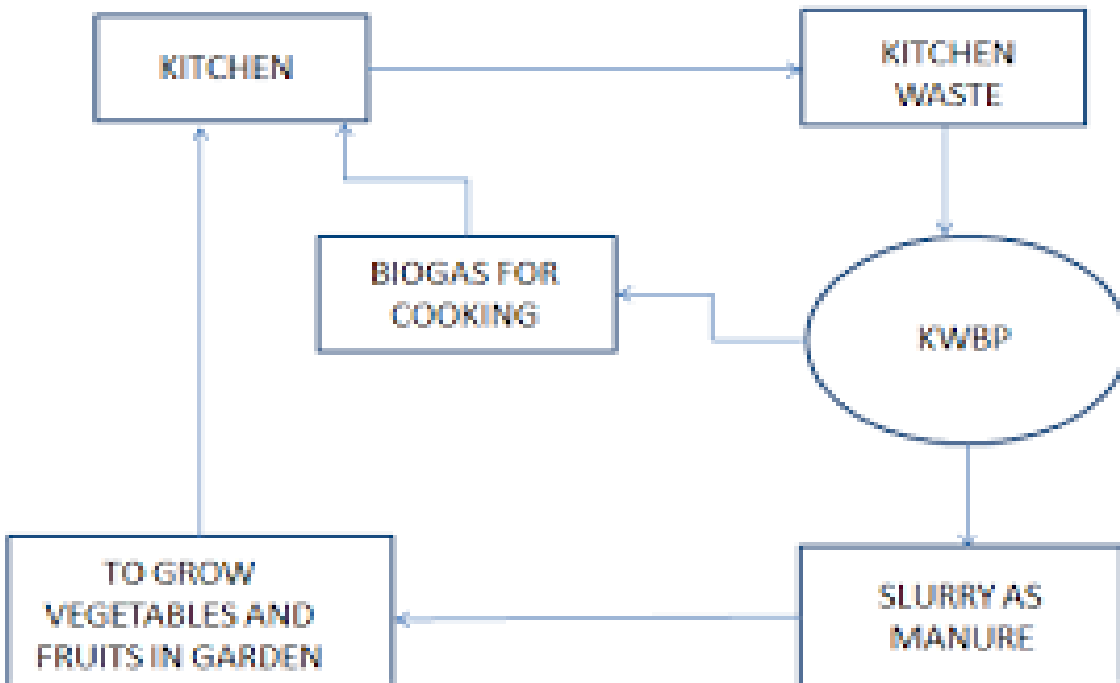 KITCHEN
KITCHEN
WASTE
BIOGAS FOR
COOKING
KWBP
TO GROW
VEGETABLES AND
FRUITS IN GARDEN
SLURRY AS
MANURE